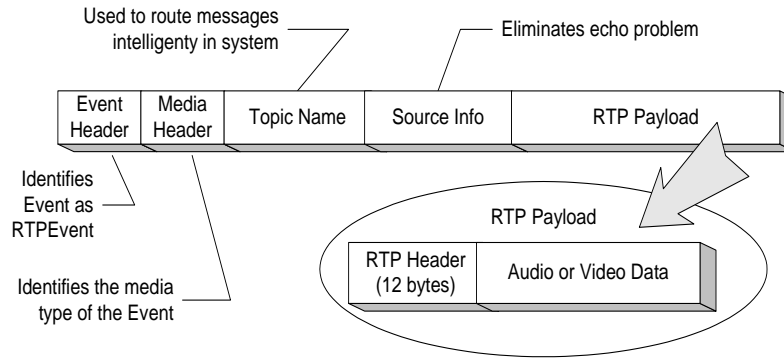 Used to route messages
intelligenty in system
Eliminates echo problem
Event
Header
Media
Header
Topic Name
Source Info
RTP Payload
Identifies
Event as
RTPEvent
Identifies the media
type of the Event
RTP Payload
RTP Header
(12 bytes)
Audio or Video Data